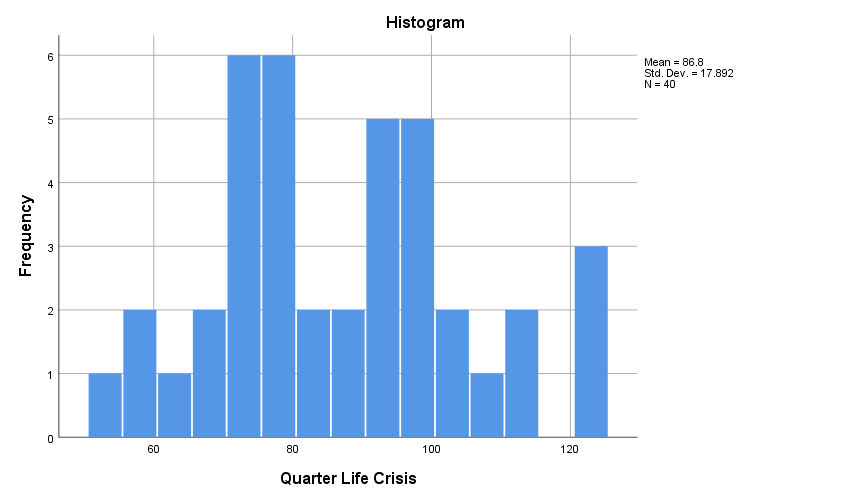 Histogram
6
5
4
3
2
1
0
Frequency
60
80
100
120
Quarter Life Crisis
Mean = 86.8
Std. Dev. = 17.892
N = 40